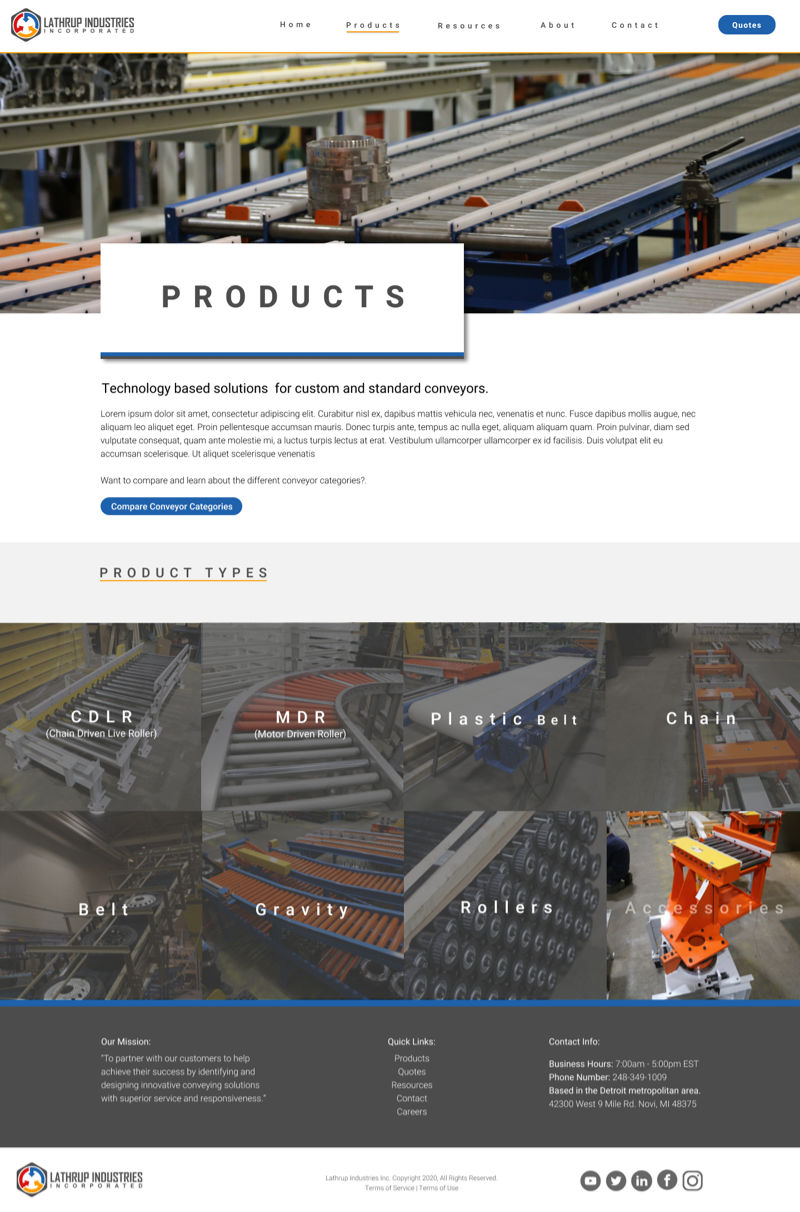 LATHRUP INDUSTRIES
INCORPORATED
Home
Products
Resources
About
Contact
Quotes
PRODUCTS
Technology based solutions for custom and standard conveyors.
Lorem ipsum dolor sit amet, consectetur adipiscing elit. Curabitur nisl ex, dapibus mattis vehicula nec, venenatis et nunc. Fusce dapibus mollis augue, nec
aliquam leo aliquet eget. Proin pellentesque accumsan mauris. Donec turpis ante, tempus ac nulla eget, aliquam aliquam quam. Proin pulvinar, diam sed
vulputate consequat, quam ante molestie mi, a luctus turpis lectus at erat. Vestibulum ullamcorper ullamcorper ex id facilisis. Duis volutpat elit eu
accumsan scelerisque. Ut aliquet scelerisque venenatis
Want to compare and learn about the different conveyor categories?.
Compare Conveyor Categories
PRODUCT TYPES
CDLR
(Chain Driven Live Roller)
MDR
(Motor Driven Roller)
Plastic Belt
Chain
Belt
Gravity
Rollers
Accessories
Our Mission:
"To partner with our customers to help
achieve their success by identifying and
designing innovative conveying solutions
with superior service and responsiveness."
Quick Links:
Products
Quotes
Resources
Contact
Careers
Contact Info:
Business Hours: 7:00am - 5:00pm EST
Phone Number: 248-349-1009
Based in the Detroit metropolitan area.
42300 West 9 Mile Rd. Novi, MI 48375
LATHRUP INDUSTRIES
INCORPORATED
Lathrup Industries Inc. Copyright 2020, All Rights Reserved.
Terms of Service | Terms of Use